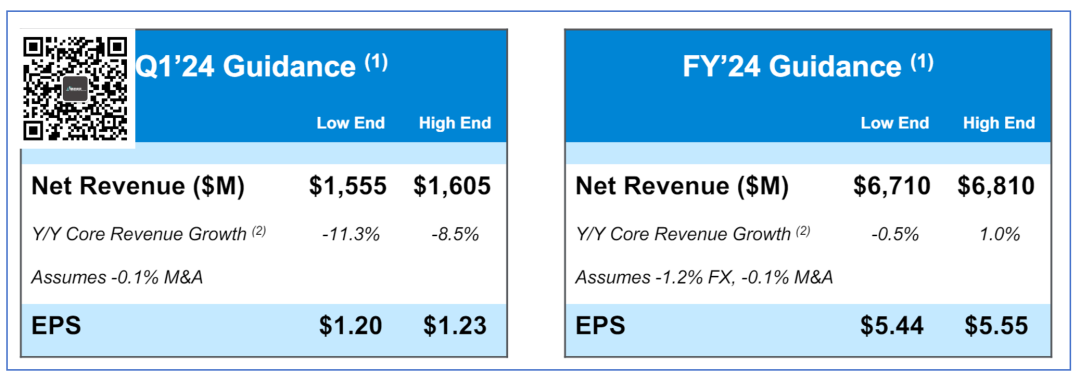 Q1’24 Guidance (1)
Low End High End
Net Revenue ($M) $1,555 $1,605
Y/Y Core Revenue Growth (2) -11.3% -8.5%
Assumes -0.1% M&A
EPS $1.20 $1.23
FY’24 Guidance (1)
Low End High End
Net Revenue ($M) $6,710 $6,810
Y/Y Core Revenue Growth (2) -0.5% 1.0%
Assumes -1.2% FX, -0.1% M&A
EPS $5.44 $5.55